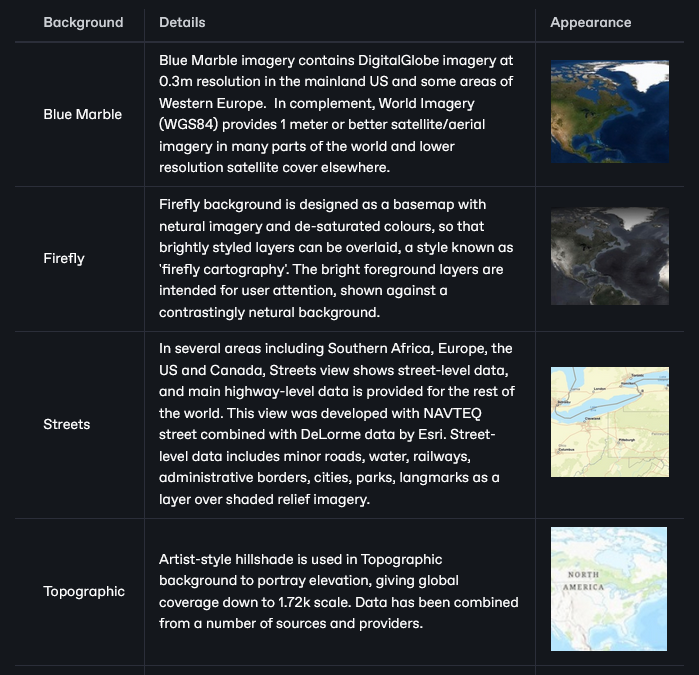 Background Details Appearance
Blue Marble
Blue Marble imagery contains DigitalGlobe imagery at
0.3m resolution in the mainland US and some areas of
Western Europe.  In complement, World Imagery
(WGS84) provides 1 meter or better satellite/aerial
imagery in many parts of the world and lower
resolution satellite cover elsewhere.
Firefly
Firefly background is designed as a basemap with
netural imagery and de-saturated colours, so that
brightly styled layers can be overlaid, a style known as
'firefly cartography'. The bright foreground layers are
intended for user attention, shown against a
contrastingly netural background.
Streets
In several areas including Southern Africa, Europe, the
US and Canada, Streets view shows street-level data,
and main highway-level data is provided for the rest of
the world. This view was developed with NAVTEQ
street combined with DeLorme data by Esri. Street-
level data includes minor roads, water, railways,
administrative borders, cities, parks, langmarks as a
layer over shaded relief imagery.
Toronto
London
Cleveland
Pittsburgh
Columbus
Topographic
Artist-style hillshade is used in Topographic
background to portray elevation, giving global
coverage down to 1.72k scale. Data has been combined
from a number of sources and providers.
NORTH
AMERICA